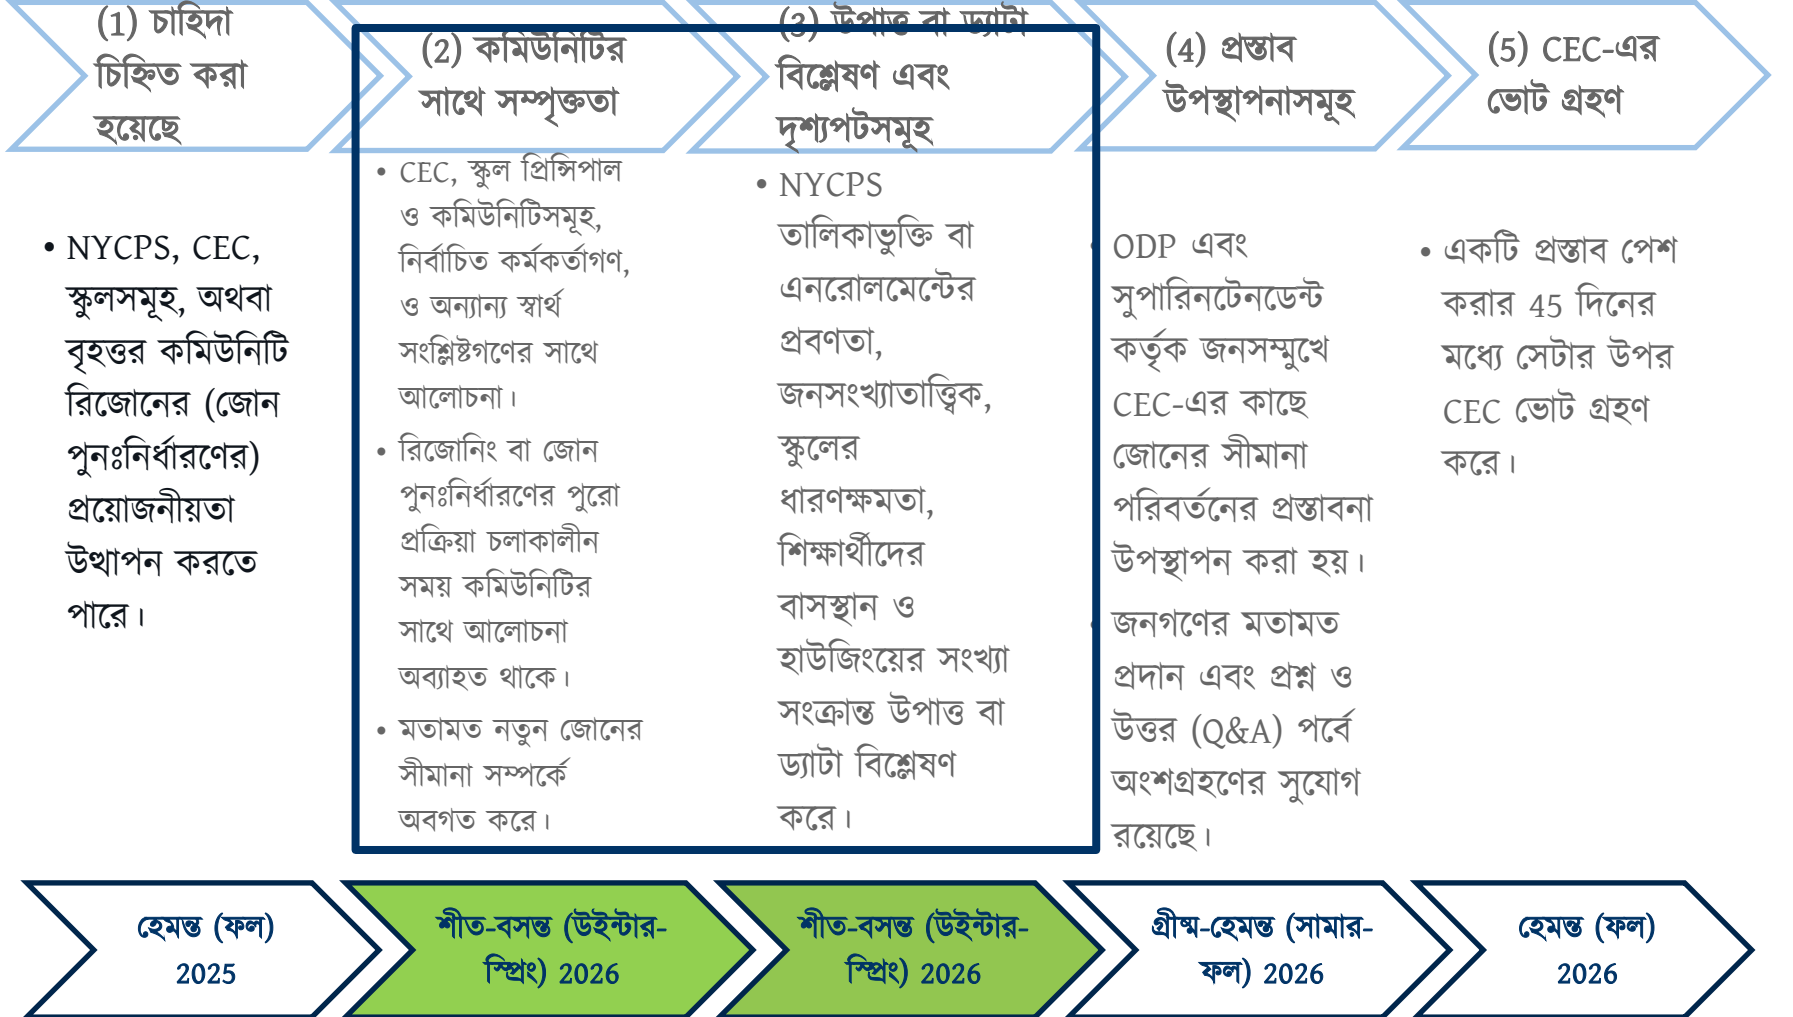 (1) চাহিদা
চিহ্নিত করা
হয়েছে
(2) কমিউনিটির
সাথে সম্পৃক্ততা
(3) উপাত্ত বা ড্যাটা
বিশ্লেষণ এবং
দৃশ্যপটসমূহ
(4) প্রস্তাব
উপস্থাপনাসমূহ
(5) CEC-এর
ভোট গ্রহণ
• NYCPS, CEC,
স্কুলসমূহ, অথবা
বৃহত্তর কমিউনিটি
রিজোনের (জোন
পুনঃনির্ধারণের)
প্রয়োজনীয়তা
উত্থাপন করতে
পারে।
• CEC, স্কুল প্রিন্সিপাল
ও কমিউনিটিসমূহ,
নির্বাচিত কর্মকর্তাগণ,
ও অন্যান্য স্বার্থ
সংশ্লিষ্টগণের সাথে
আলোচনা।
• রিজোনিং বা জোন
পুনঃনির্ধারণের পুরো
প্রক্রিয়া চলাকালীন
সময় কমিউনিটির
সাথে আলোচনা
অব্যাহত থাকে।
• মতামত নতুন জোনের
সীমানা সম্পর্কে
অবগত করে।
• NYCPS
তালিকাভুক্তি বা
এনরোলমেন্টের
প্রবণতা,
জনসংখ্যাতাত্ত্বিক,
স্কুলের
ধারণক্ষমতা,
শিক্ষার্থীদের
বাসস্থান ও
হাউজিংয়ের সংখ্যা
সংক্রান্ত উপাত্ত বা
ড্যাটা বিশ্লেষণ
করে।
• ODP এবং
সুপারিনটেনডেন্ট
কর্তৃক জনসম্মুখে
CEC-এর কাছে
জোনের সীমানা
পরিবর্তনের প্রস্তাবনা
উপস্থাপন করা হয়।
• জনগণের মতামত
প্রদান এবং প্রশ্ন ও
উত্তর (Q&A) পর্বে
অংশগ্রহণের সুযোগ
রয়েছে।
• একটি প্রস্তাব পেশ
করার 45 দিনের
মধ্যে সেটার উপর
CEC ভোট গ্রহণ
করে।
হেমন্ত (ফল)
2025
শীত-বসন্ত (উইন্টার-
স্প্রিং) 2026
শীত-বসন্ত (উইন্টার-
স্প্রিং) 2026
গ্রীষ্ম-হেমন্ত (সামার-
ফল) 2026
হেমন্ত (ফল)
2026